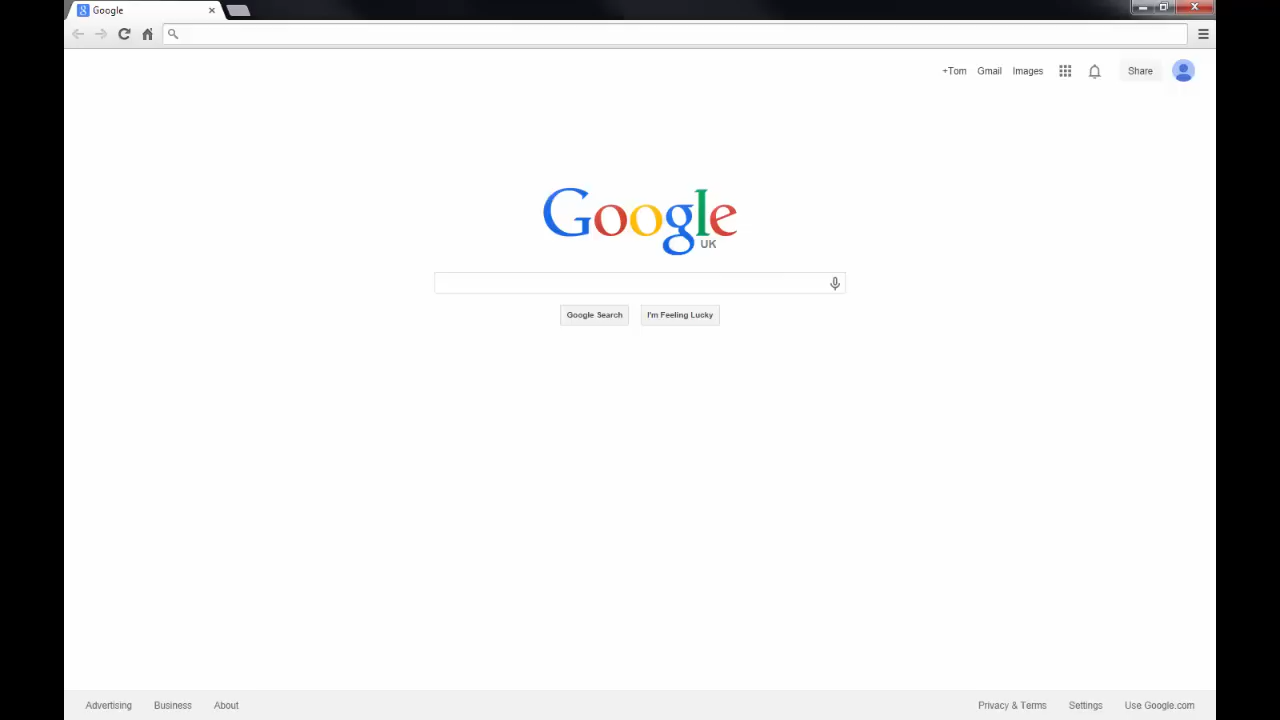 Google
+Tom Gmail Images Share
Google
UK
Google Search I'm Feeling Lucky
Advertising Business About Privacy & Terms Settings Use Google.com